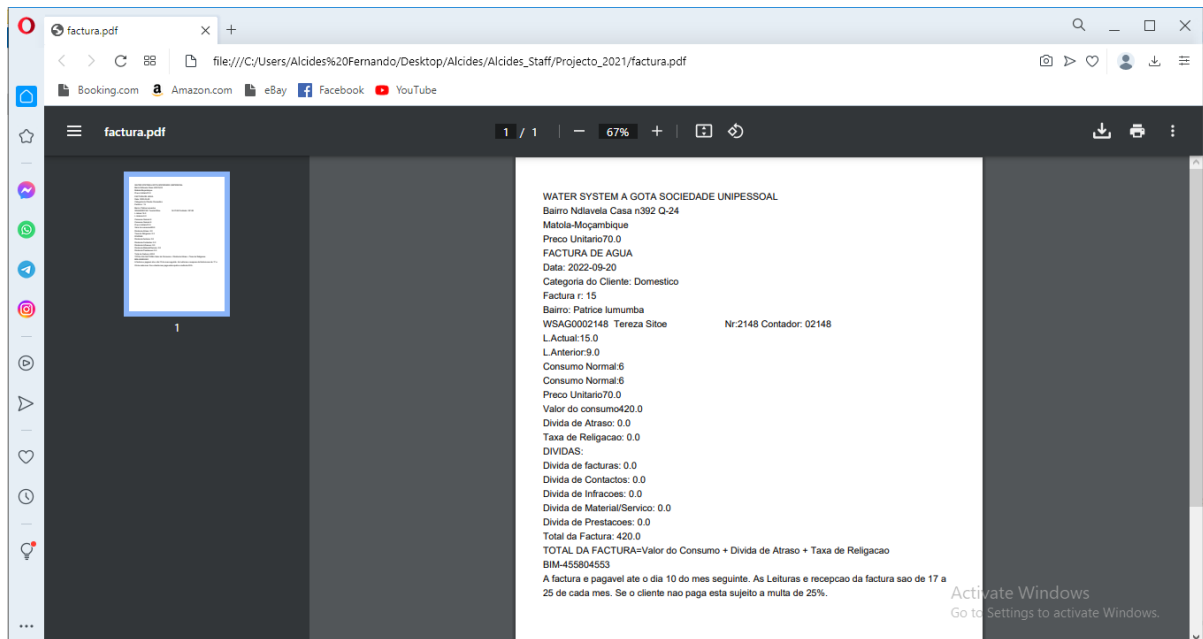 factura.pdf
file:///C:/Users/Alcides%20Fernando/Desktop/Alcides/Alcides_Staff/Projecto_2021/factura.pdf
Booking.com Amazon.com eBay Facebook YouTube
factura.pdf 1 / 1 67%
1
WATER SYSTEM A GOTA SOCIEDADE UNIPESSOAL
Bairro Ndlavela Casa n392 Q-24
Matola-Moçambique
Preco Unitario70.0
FACTURA DE AGUA
Data: 2022-09-20
Categoria do Cliente: Domestico
Factura r: 15
Bairro: Patrice lumumba
WSAG0002148 Tereza Sitoe Nr:2148 Contador: 02148
L.Actual:15.0
L.Anterior:9.0
Consumo Normal:6
Consumo Normal:6
Preco Unitario70.0
Valor do consumo420.0
Divida de Atraso: 0.0
Taxa de Religacao: 0.0
DIVIDAS:
Divida de facturas: 0.0
Divida de Contactos: 0.0
Divida de Infracoes: 0.0
Divida de Material/Servico: 0.0
Divida de Prestacoes: 0.0
Total da Factura: 420.0
TOTAL DA FACTURA=Valor do Consumo + Divida de Atraso + Taxa de Religacao
BIM-455804553
A factura e pagavel ate o dia 10 do mes seguinte. As Leituras e recepcao da factura sao de 17 a
25 de cada mes. Se o cliente nao paga esta sujeito a multa de 25%.
Activate Windows
Go to Settings to activate Windows.